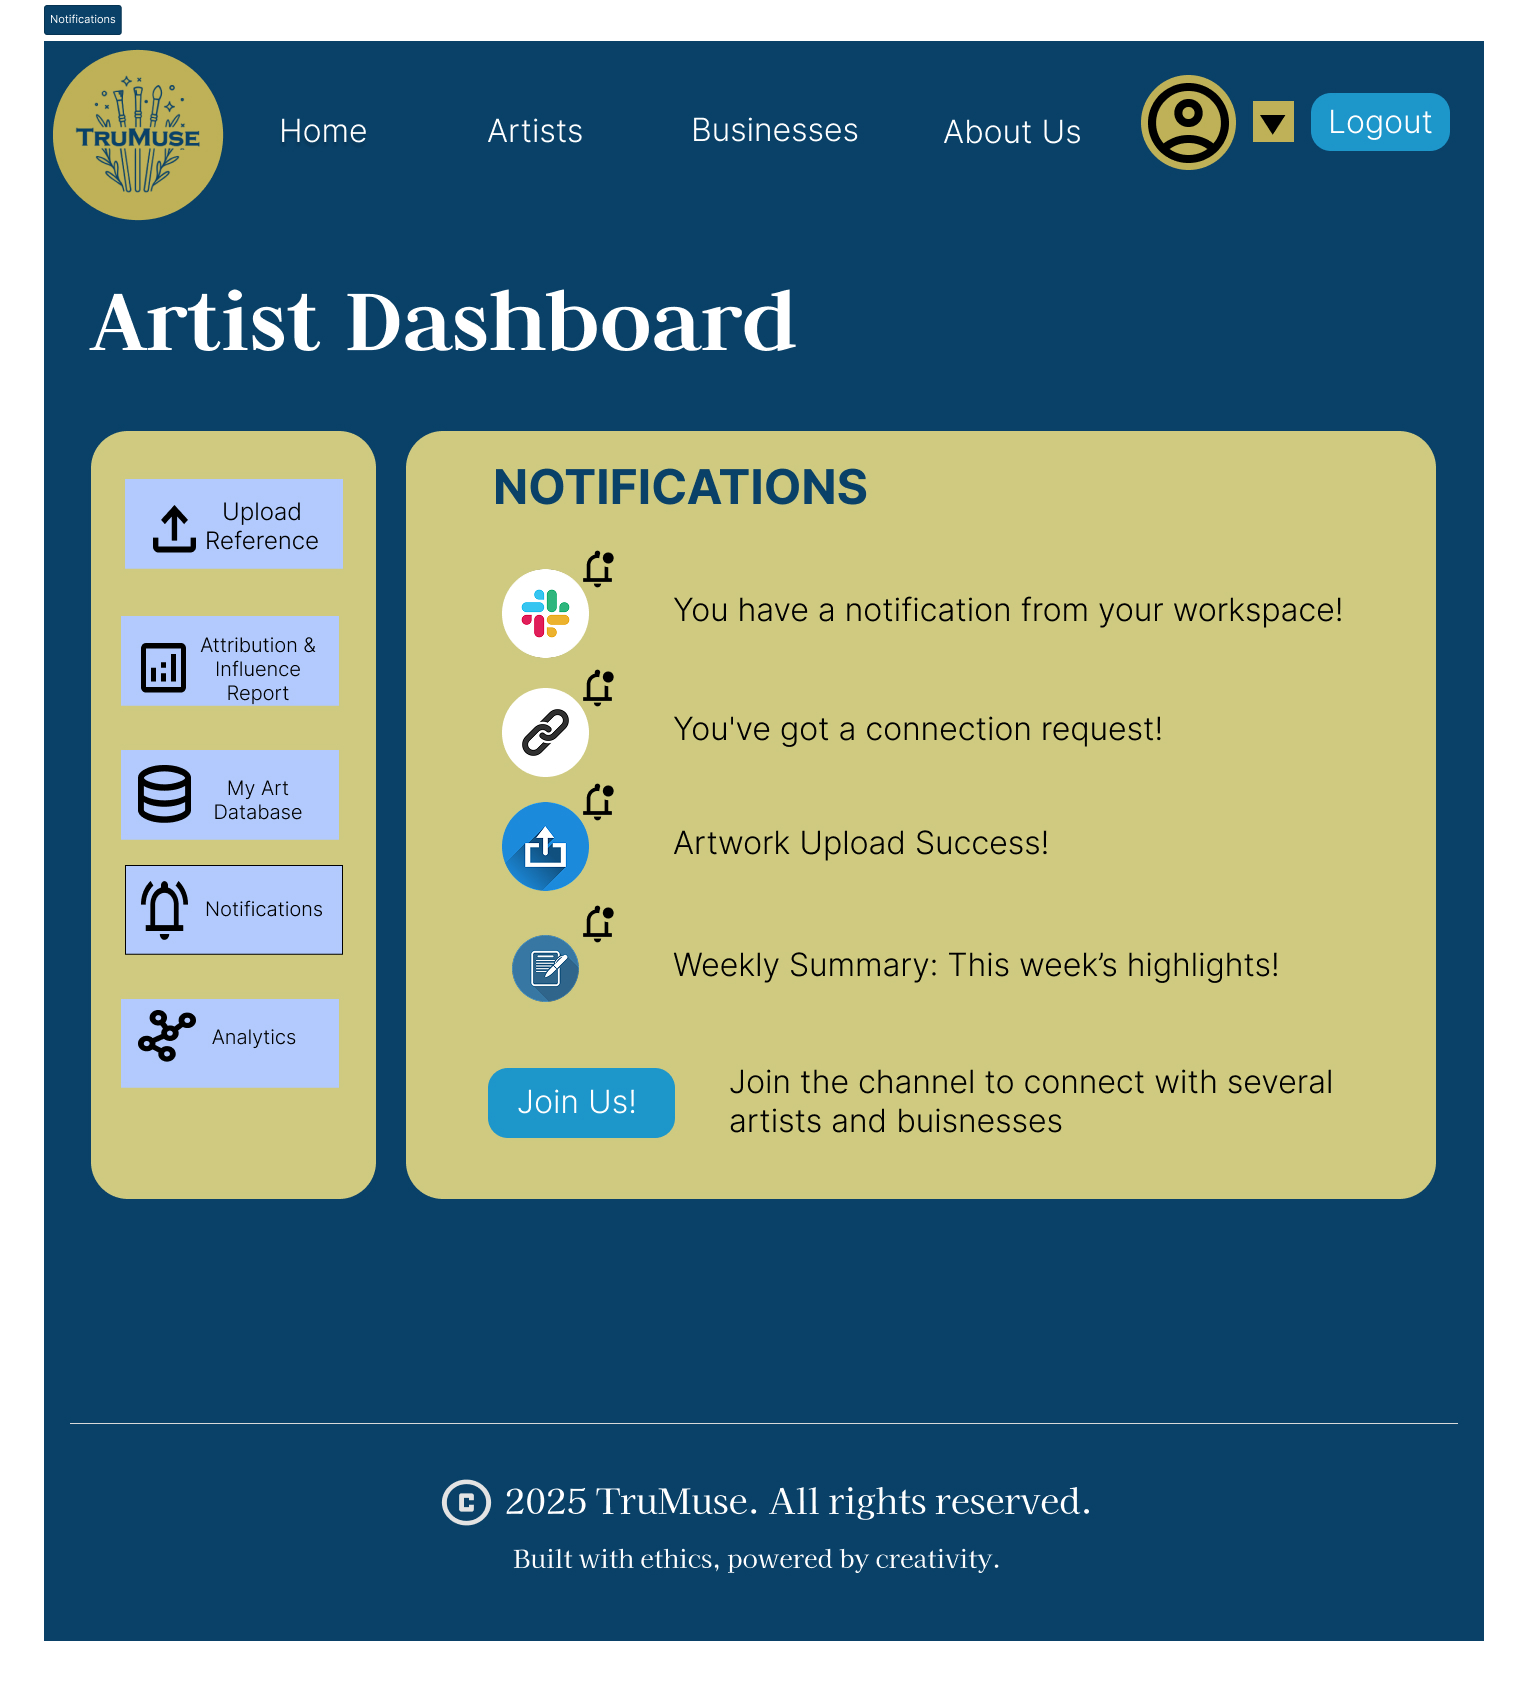 Notifications
TRUMUSE
Home
Artists
Businesses
About Us
Logout
Artist Dashboard
Upload
Reference
Attribution &
Influence
Report
My Art
Database
Notifications
Analytics
NOTIFICATIONS
You have a notification from your workspace!
You've got a connection request!
Artwork Upload Success!
Weekly Summary: This week’s highlights!
Join Us!
Join the channel to connect with several
artists and buisnesses
© 2025 TruMuse. All rights reserved.
Built with ethics, powered by creativity.